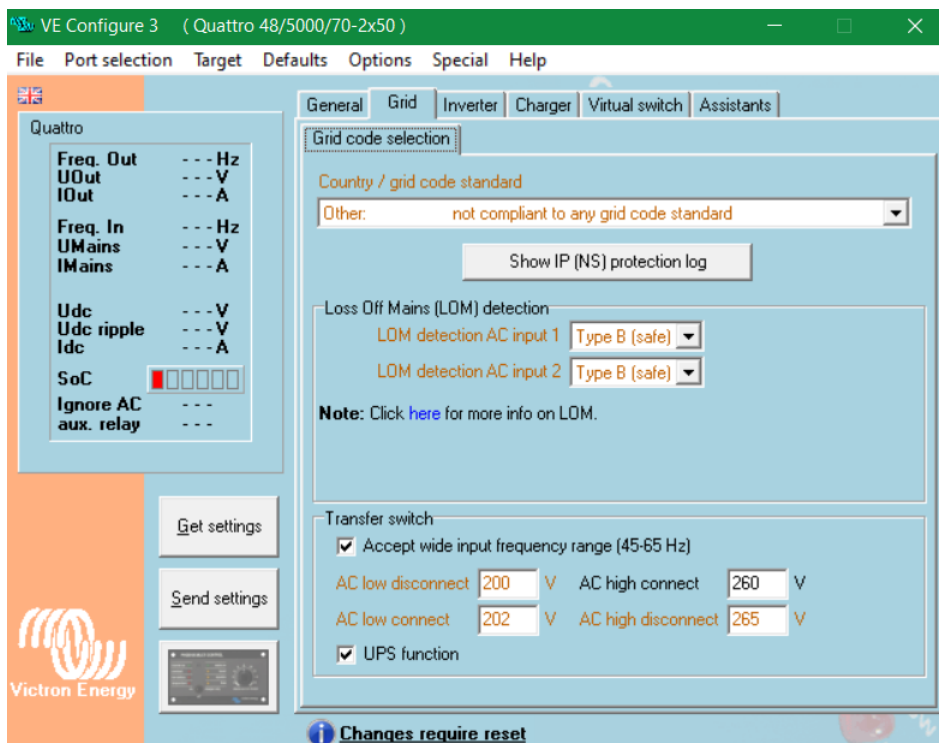 VE Configure 3 ( Quattro 48/5000/70-2x50 )
File Port selection Target Defaults Options Special Help
General Grid Inverter Charger Virtual switch Assistants
Grid code selection
Quattro
Freq. Out - - - Hz
UOut - - - V
IOut - - - A
Freq. In - - - Hz
UMains - - - V
IMains - - - A
Udc - - - V
Udc ripple - - - V
Idc - - - A
SoC
Ignore AC - - -
aux. relay - - -
Get settings
Send settings
Victron Energy
Country / grid code standard
Other: not compliant to any grid code standard
Show IP (NS) protection log
Loss Off Mains (LOM) detection
LOM detection AC input 1 Type B (safe)
LOM detection AC input 2 Type B (safe)
Note: Click here for more info on LOM.
Transfer switch
Accept wide input frequency range (45-65 Hz)
AC low disconnect 200 V AC high connect 260 V
AC low connect 202 V AC high disconnect 265 V
UPS function
Changes require reset